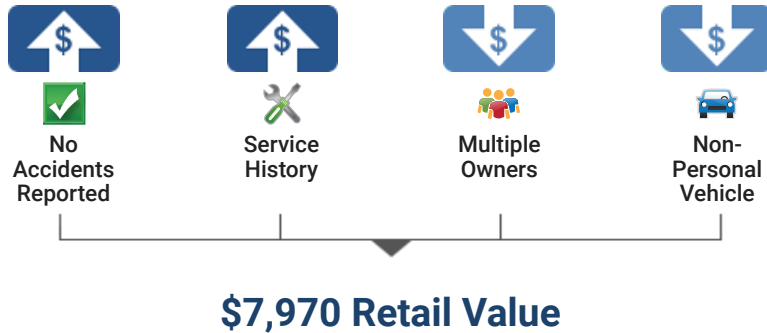 $ $ $ $
No Accidents Reported
Service History
Multiple Owners
Non-Personal Vehicle
$7,970 Retail Value